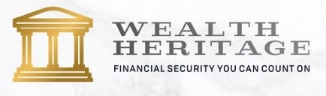 WEALTH
HERITAGE
FINANCIAL SECURITY YOU CAN COUNT ON